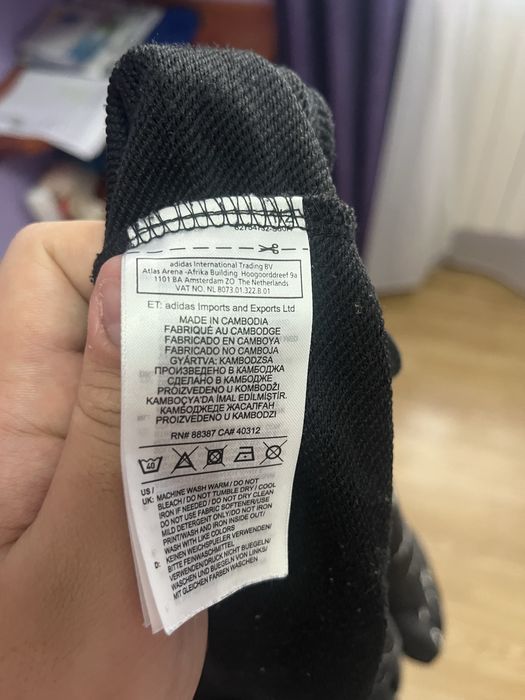 adidas International Trading BV
Atlas Arena -Afrika Building Hoogoorddreef 9a
1101 BA Amsterdam ZO The Netherlands
VAT NO. NL 8073.01.322.B.01
ET: adidas Imports and Exports Ltd
MADE IN CAMBODIA
FABRIQUÉ AU CAMBODGE
FABRICADO EN CAMBOYA
FABRICADO NO CAMBOJA
GYÁRTVA: KAMBODZSA
ПРОИЗВЕДЕНО В КАМБОДЖА
СДЕЛАНО В КАМБОДЖЕ
PROIZVEDENO U KOMBODŽI
KAMBOÇYA'DA İMAL EDİLMİŞTİR.
КАМБОДЖЕДЕ ЖАСАЛҒАН
PROIZVEDENO U KAMBODZI
RN# 88387 CA# 40312
40
US /
UK: MACHINE WASH WARM / DO NOT
BLEACH / DO NOT TUMBLE DRY / COOL
IRON IF NEEDED / DO NOT DRY CLEAN
DO NOT USE FABRIC SOFTENER/USE
MILD DETERGENT ONLY/DO NOT IRON
PRINT/WASH AND IRON INSIDE OUT/
WASH WITH LIKE COLORS
D: KEINEN WEICHSPUELER VERWENDEN/
BITTE FEINWASCHMITTEL
VERWENDEN/DRUCK NICHT BUEGELN/
WASCHEN UND BUEGELN VON LINKS/
MIT GLEICHEN FARBEN WASCHEN